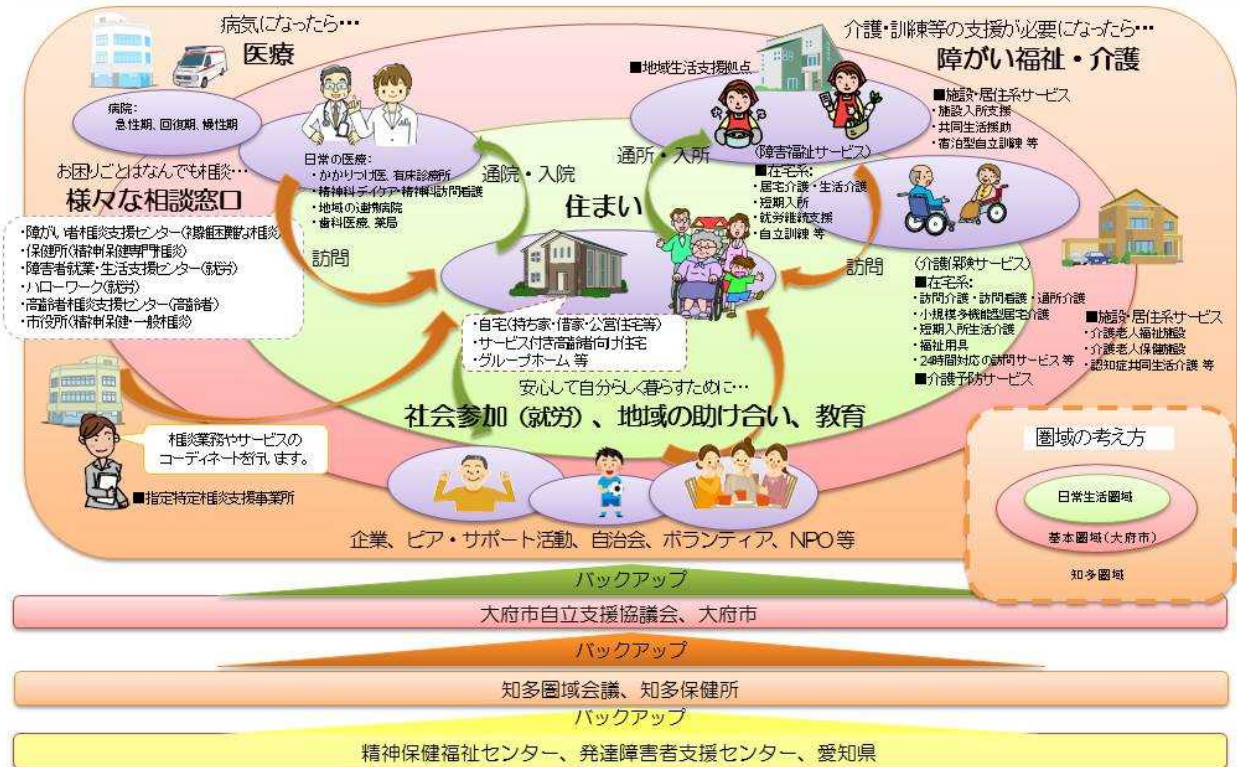 病気になったら…
医療
病院:
急性期、回復期、慢性期
日常の医療:
・かかりつけ医、有床診療所
・精神科デイケア・精神科訪問看護
・地域の連携病院
・歯科医療、薬局
通院・入院
訪問
お困りごとはなんでも相談…
様々な相談窓口
・障がい者相談支援センター(対応困難な相談)
・保健所(精神保健専門相談)
・障害者就業・生活支援センター(就労)
・ハローワーク(就労)
・高齢者相談支援センター(高齢者)
・市役所(精神保健・一般相談)
相談業務やサービスの
コーディネートを行います。
■指定特定相談支援事業所
介護・訓練等の支援が必要になったら…
障がい福祉・介護
■地域生活支援拠点
■施設・居住系サービス
・施設入所支援
・共同生活援助
・宿泊型自立訓練 等
通所・入所
(障害福祉サービス)
■在宅系:
・居宅介護・生活介護
・短期入所
・就労継続支援
・自立訓練 等
訪問
(介護保険サービス)
■在宅系:
・訪問介護・訪問看護・通所介護
・小規模多機能型居宅介護
・短期入所生活介護
・福祉用具
・24時間対応の訪問サービス等
■介護予防サービス
■施設・居住系サービス
・介護老人福祉施設
・介護老人保健施設
・認知症共同生活介護 等
住まい
・自宅(持ち家・借家・公営住宅等)
・サービス付き高齢者向け住宅
・グループホーム 等
安心して自分らしく暮らすために…
社会参加(就労)、地域の助け合い、教育
企業、ピア・サポート活動、自治会、ボランティア、NPO等
圏域の考え方
日常生活圏域
基本圏域(大府市)
知多圏域
バックアップ
大府市自立支援協議会、大府市
バックアップ
知多圏域会議、知多保健所
バックアップ
精神保健福祉センター、発達障害者支援センター、愛知県